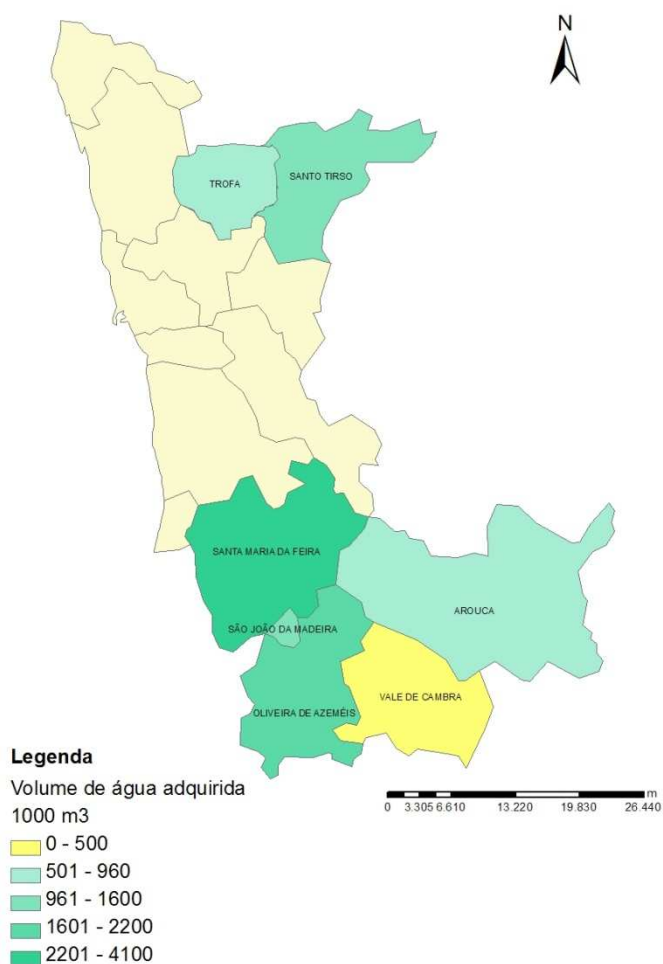 N
TROFA
SANTO TIRSO
SANTA MARIA DA FEIRA
AROUCA
SÃO JOÃO DA MADEIRA
VALE DE CAMBRA
OLIVEIRA DE AZEMÉIS
Legenda
Volume de água adquirida
1000 m3
0 - 500
501 - 960
961 - 1600
1601 - 2200
2201 - 4100
m
0 3.305 6.610 13.220 19.830 26.440